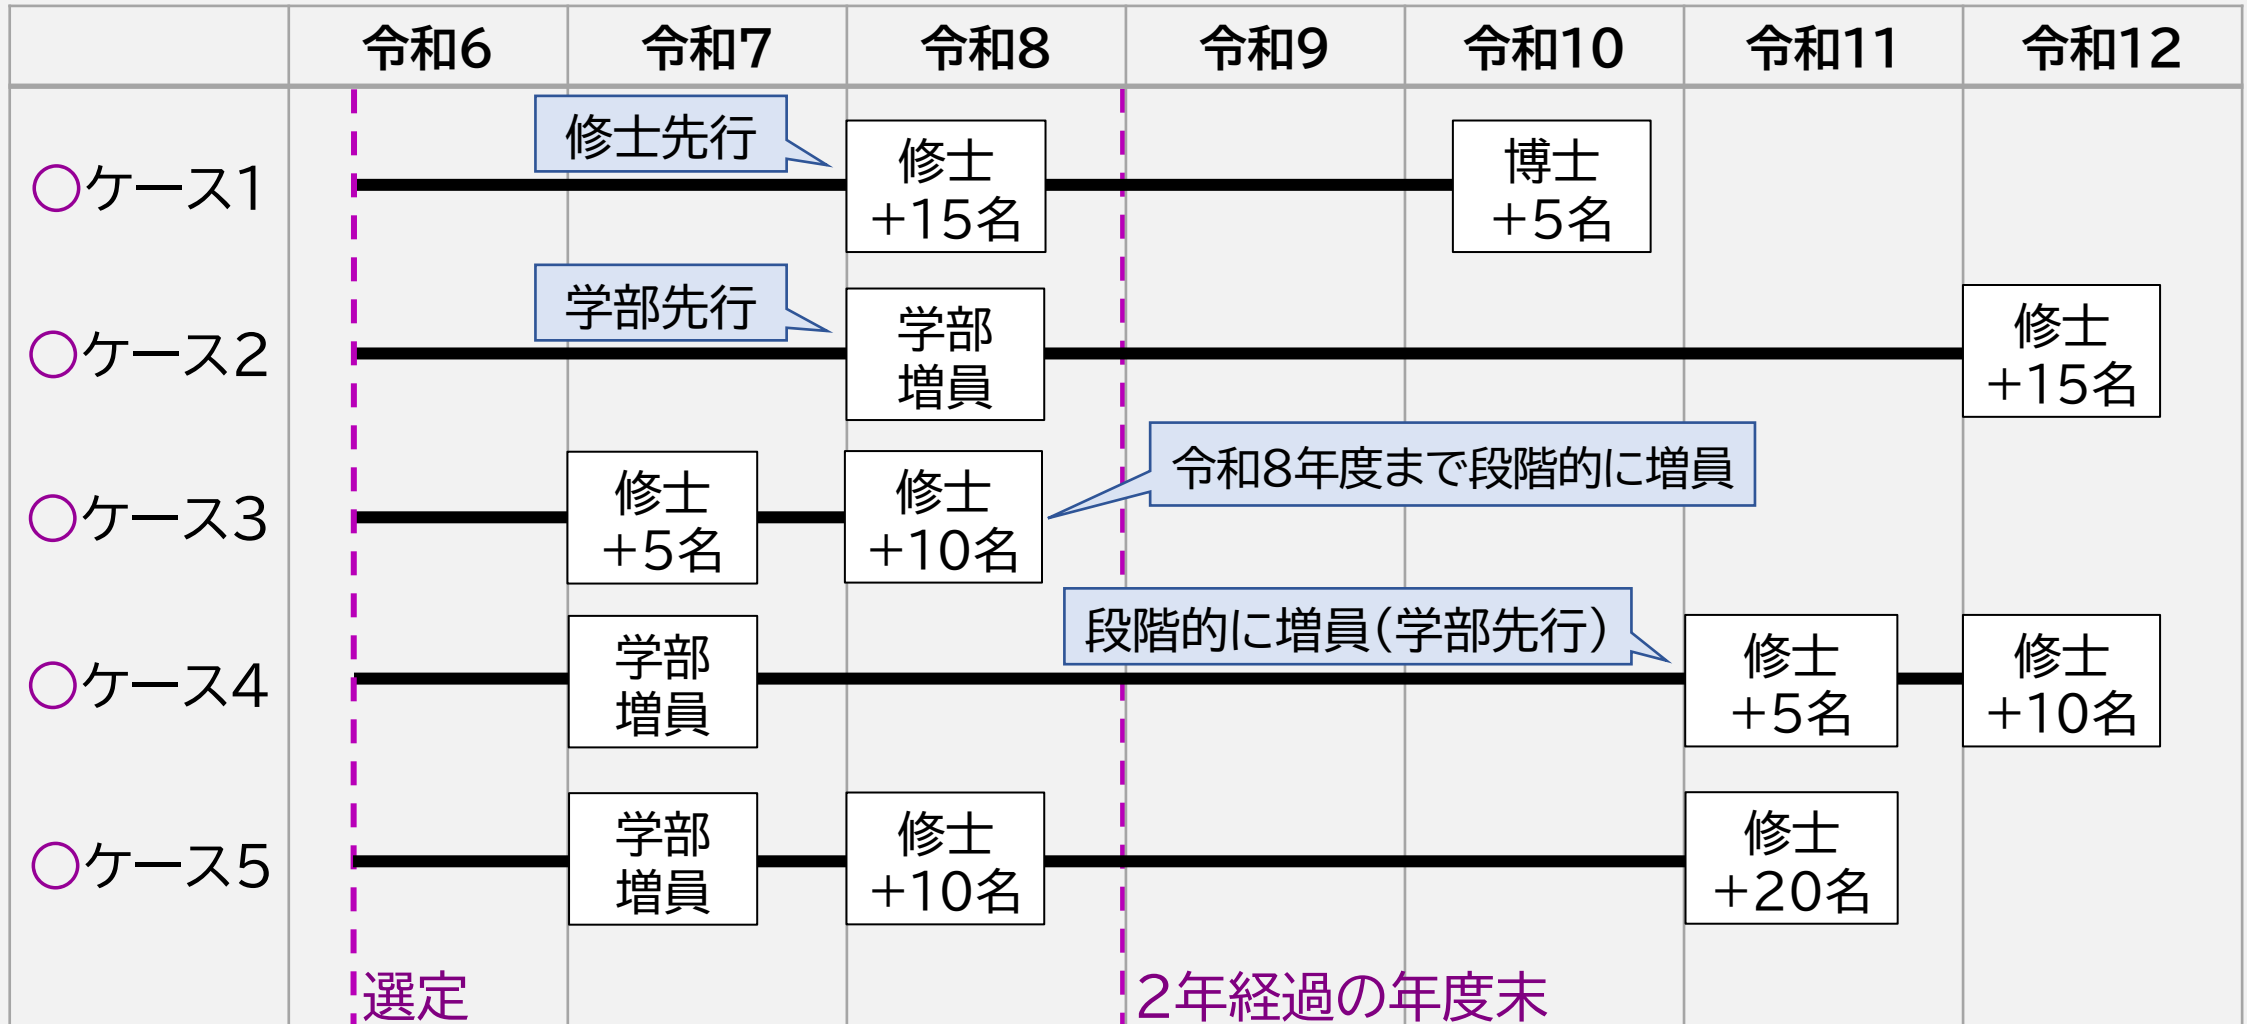 令和6 令和7 令和8 令和9 令和10 令和11 令和12
○ケース1
修士先行
修士
+15名
博士
+5名
○ケース2
学部先行
学部
増員
修士
+15名
○ケース3
修士
+5名
修士
+10名
令和8年度まで段階的に増員
○ケース4
学部
増員
段階的に増員(学部先行)
修士
+5名
修士
+10名
○ケース5
学部
増員
修士
+10名
修士
+20名
選定
2年経過の年度末